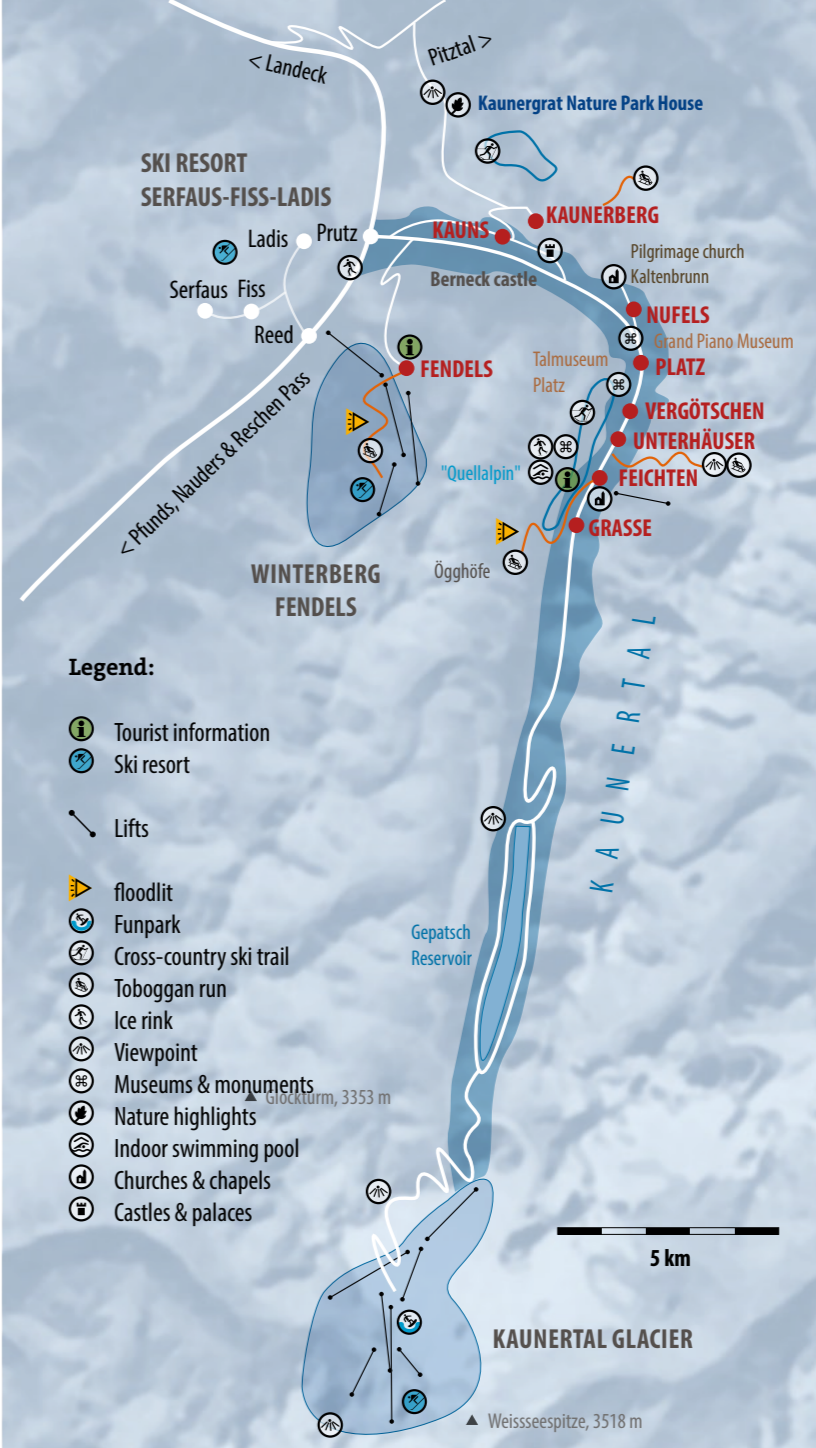 Pitztal >
< Landeck
Kaunergrat Nature Park House
SKI RESORT
SERFAUS-FISS-LADIS
KAUNERBERG
KAUNS
Ladis
Prutz
Pilgrimage church
Kaltenbrunn
Berneck castle
Serfaus
Fiss
NUFELS
Reed
Grand Piano Museum
Talmuseum
Platz
PLATZ
FENDELS
VERGÖTSCHEN
UNTERHÄUSER
"Quellalpin"
FEICHTEN
< Pfunds, Nauders & Reschen Pass
GRASSE
Ögghöfe
WINTERBERG
FENDELS
KAUNERTAL
Legend:
Tourist information
Ski resort
Lifts
floodlit
Funpark
Cross-country ski trail
Toboggan run
Ice rink
Viewpoint
Museums & monuments
Nature highlights
Indoor swimming pool
Churches & chapels
Castles & palaces
Gepatsch
Reservoir
Glockturm, 3353 m
5 km
KAUNERTAL GLACIER
Weissseespitze, 3518 m